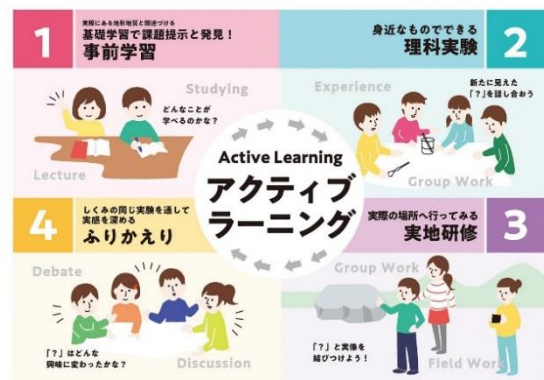 1
実際にある地形地質と関連づける
基礎学習で課題提示と発見！
事前学習
Studying
どんなことが
学べるのかな？
Lecture
身近なものでできる
理科実験
2
Experience
新たに見えた
「？」を話し合おう
Group Work
Active Learning
アクティブ
ラーニング
4
しくみの同じ実験を通して
実感を深める
ふりかえり
Debate
「？」はどんな
興味に変わったかな？
Discussion
実際の場所へ行ってみる
実地研修
3
Group Work
「？」と実像を
結びつけよう！
Field Work